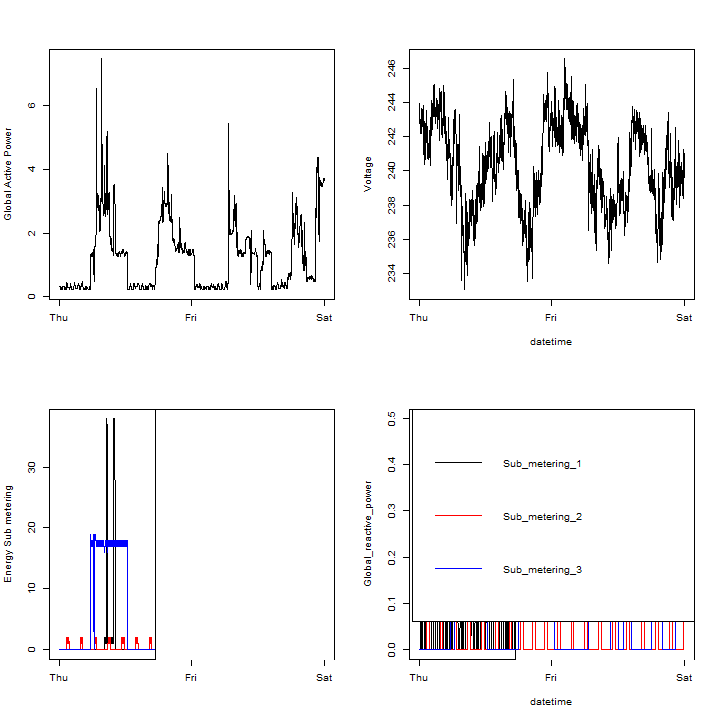 Global Active Power
6
4
2
0
Thu Fri Sat
Voltage
246
244
242
240
238
236
234
Thu Fri Sat
datetime
Energy Sub metering
30
20
10
0
Thu Fri Sat
Global_reactive_power
0.5
0.4
0.3
0.2
0.1
0.0
Sub_metering_1
Sub_metering_2
Sub_metering_3
Thu Fri Sat
datetime